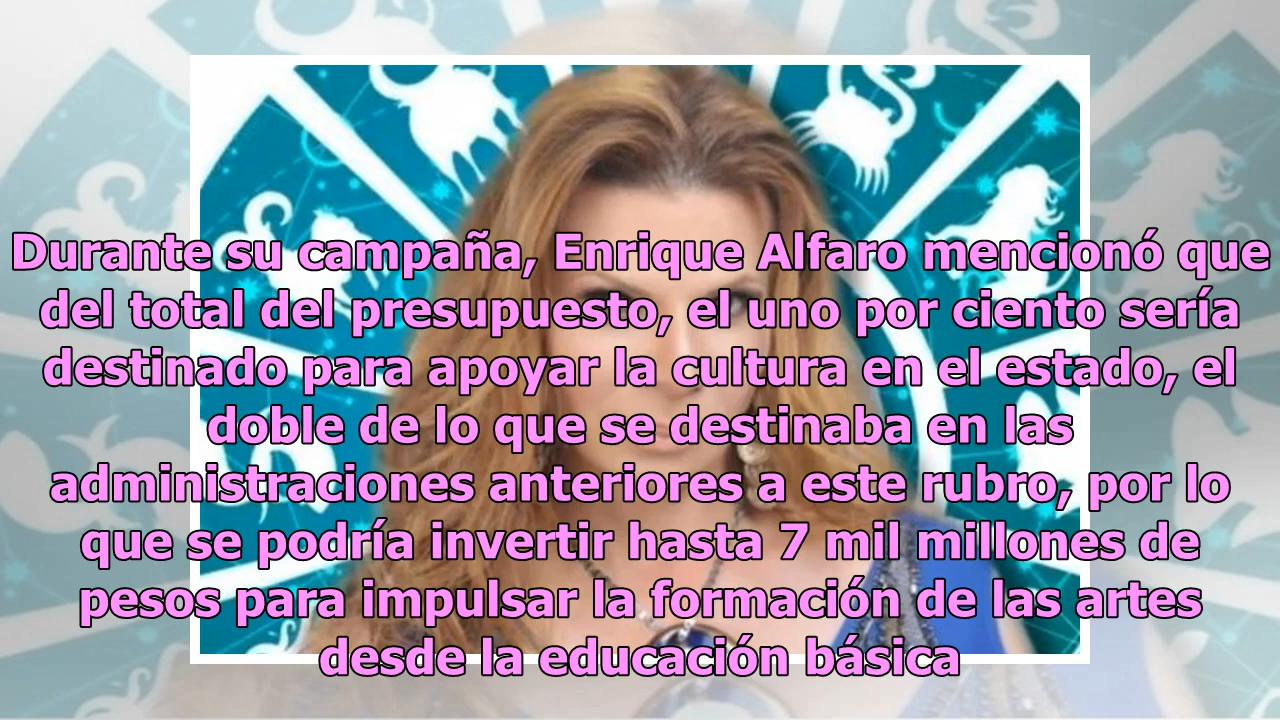 Durante su campaña, Enrique Alfaro mencionó que
del total del presupuesto, el uno por ciento sería
destinado para apoyar la cultura en el estado, el
doble de lo que se destinaba en las
administraciones anteriores a este rubro, por lo
que se podría invertir hasta 7 mil millones de
pesos para impulsar la formación de las artes
desde la educación básica